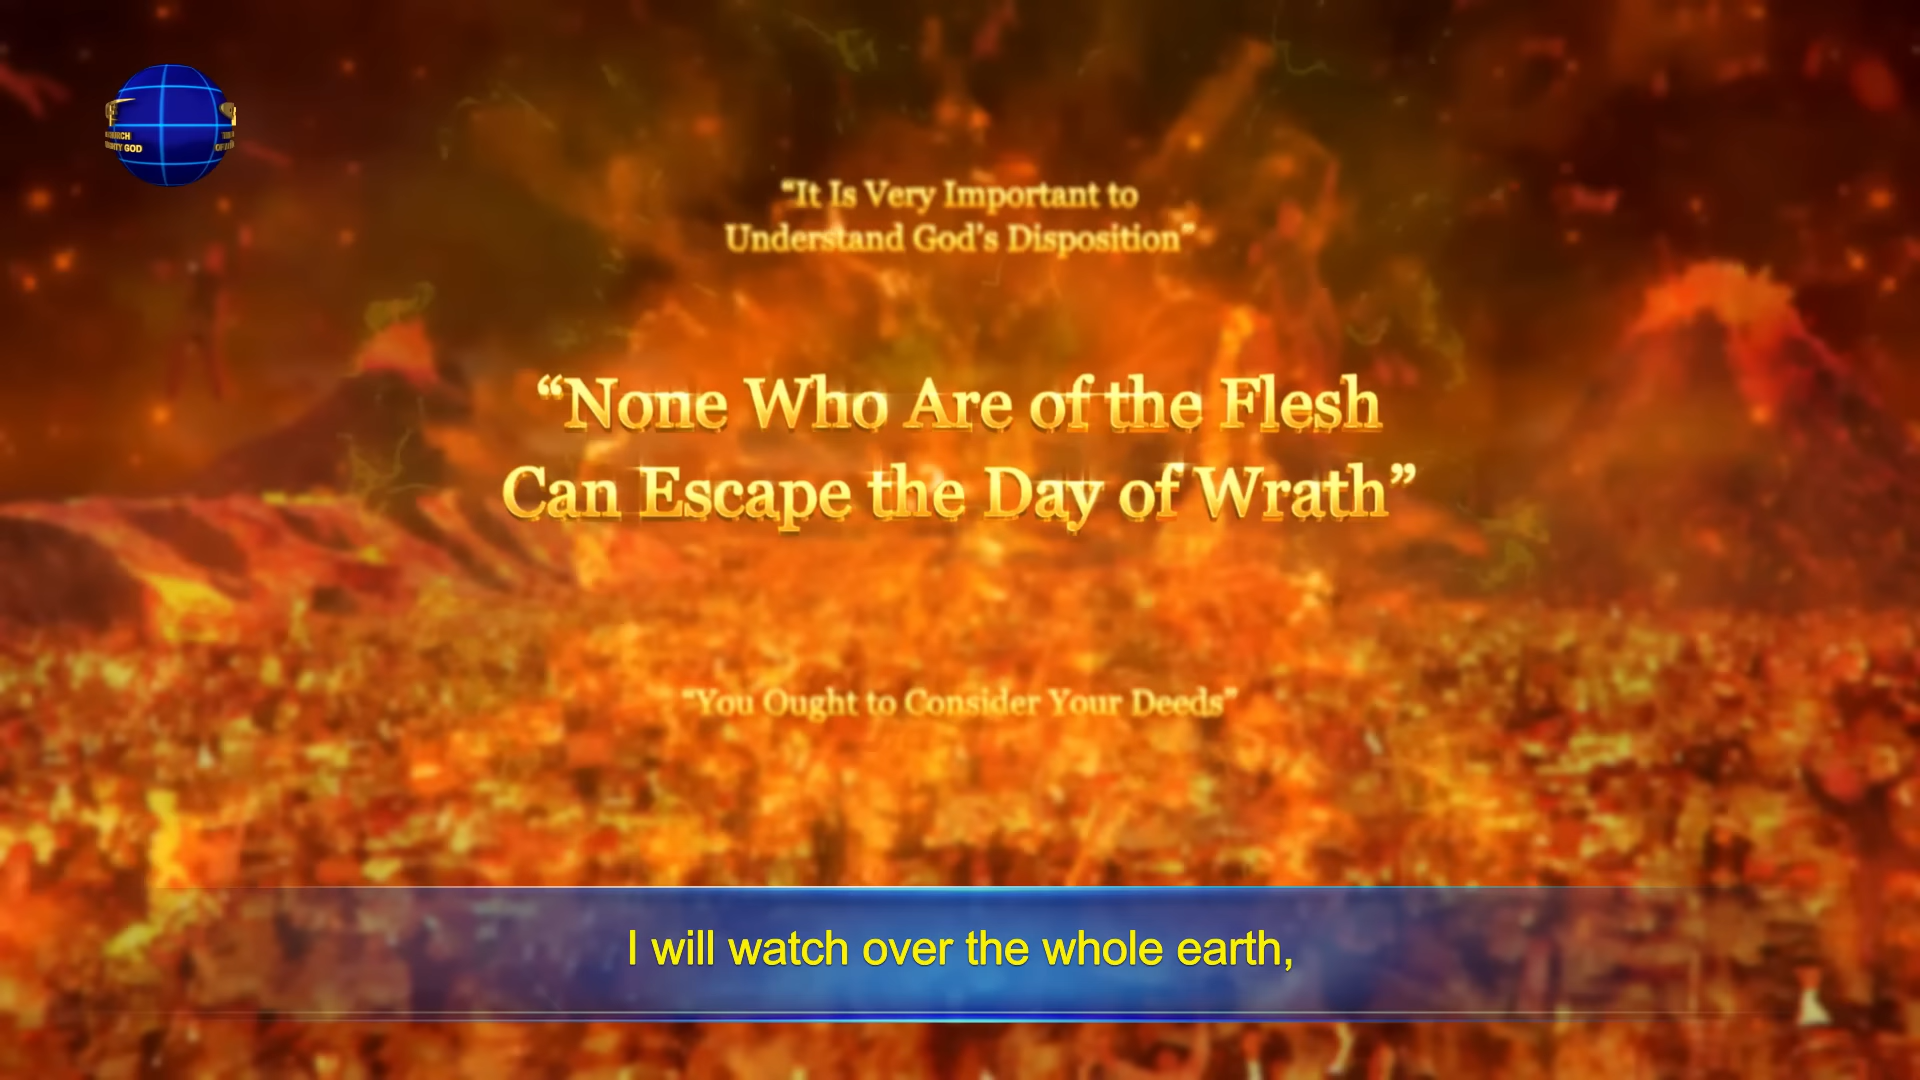 “It Is Very Important to
Understand God's Disposition”
“None Who Are of the Flesh
Can Escape the Day of Wrath”
“You Ought to Consider Your Deeds”
I will watch over the whole earth,